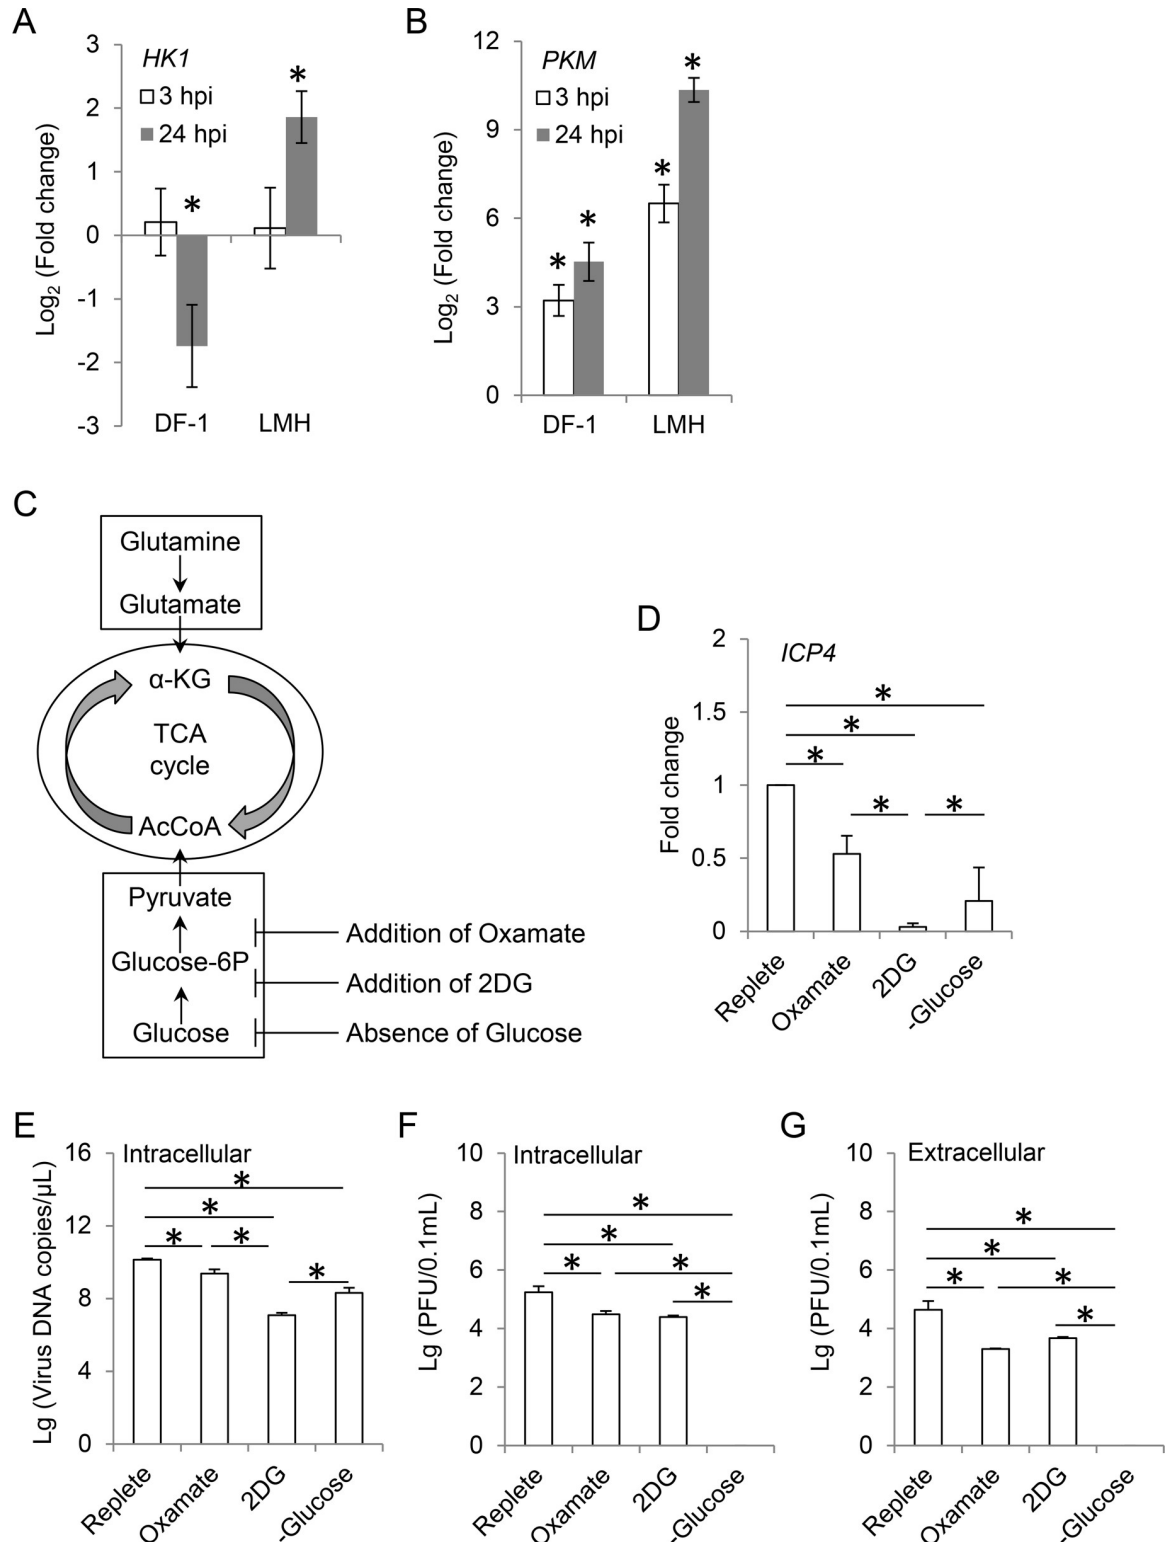 A
HK1
3 hpi
24 hpi
Log2 (Fold change)
3
2
1
0
-1
-2
-3
*
*
DF-1
LMH
B
PKM
3 hpi
24 hpi
Log2 (Fold change)
12
9
6
3
0
*
*
*
*
DF-1
LMH
C
Glutamine
Glutamate
α-KG
TCA
cycle
AcCoA
Pyruvate
Glucose-6P
Glucose
Addition of Oxamate
Addition of 2DG
Absence of Glucose
D
ICP4
Fold change
2
1.5
1
0.5
0
*
*
*
*
*
Replete
Oxamate
2DG
-Glucose
E
Intracellular
Lg (Virus DNA copies/µL)
16
12
8
4
0
*
*
*
*
*
Replete
Oxamate
2DG
-Glucose
F
Intracellular
Lg (PFU/0.1mL)
10
8
6
4
2
0
*
*
*
*
*
Replete
Oxamate
2DG
-Glucose
G
Extracellular
Lg (PFU/0.1mL)
10
8
6
4
2
0
*
*
*
*
*
Replete
Oxamate
2DG
-Glucose